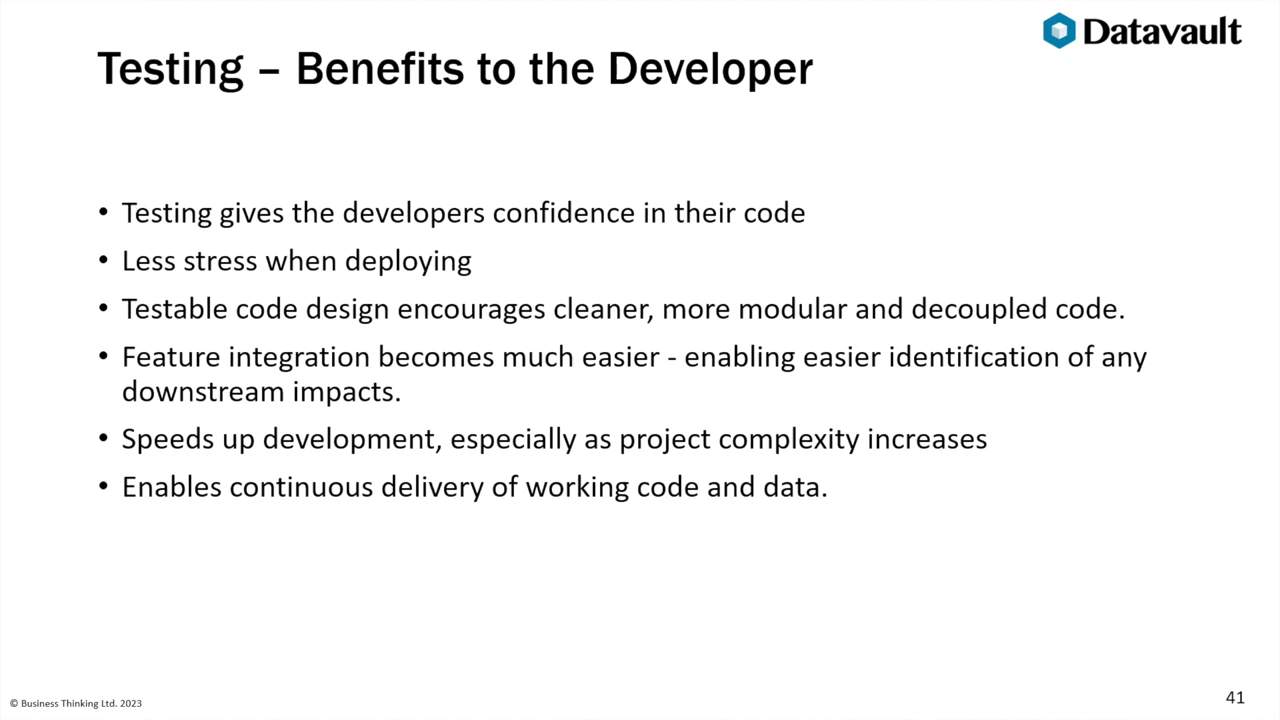 Datavault
Testing – Benefits to the Developer
• Testing gives the developers confidence in their code
• Less stress when deploying
• Testable code design encourages cleaner, more modular and decoupled code.
• Feature integration becomes much easier - enabling easier identification of any
downstream impacts.
• Speeds up development, especially as project complexity increases
• Enables continuous delivery of working code and data.
© Business Thinking Ltd. 2023
41